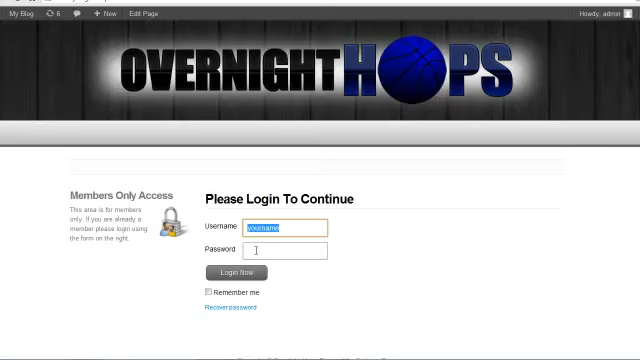 My Blog 6 New Edit Page Howdy, admin
OVERNIGHT HOPS
Members Only Access
This area is for members
only. If you are already a
member please login using
the form on the right.
Please Login To Continue
Username yourname
Password
Login Now
Remember me
Recover password